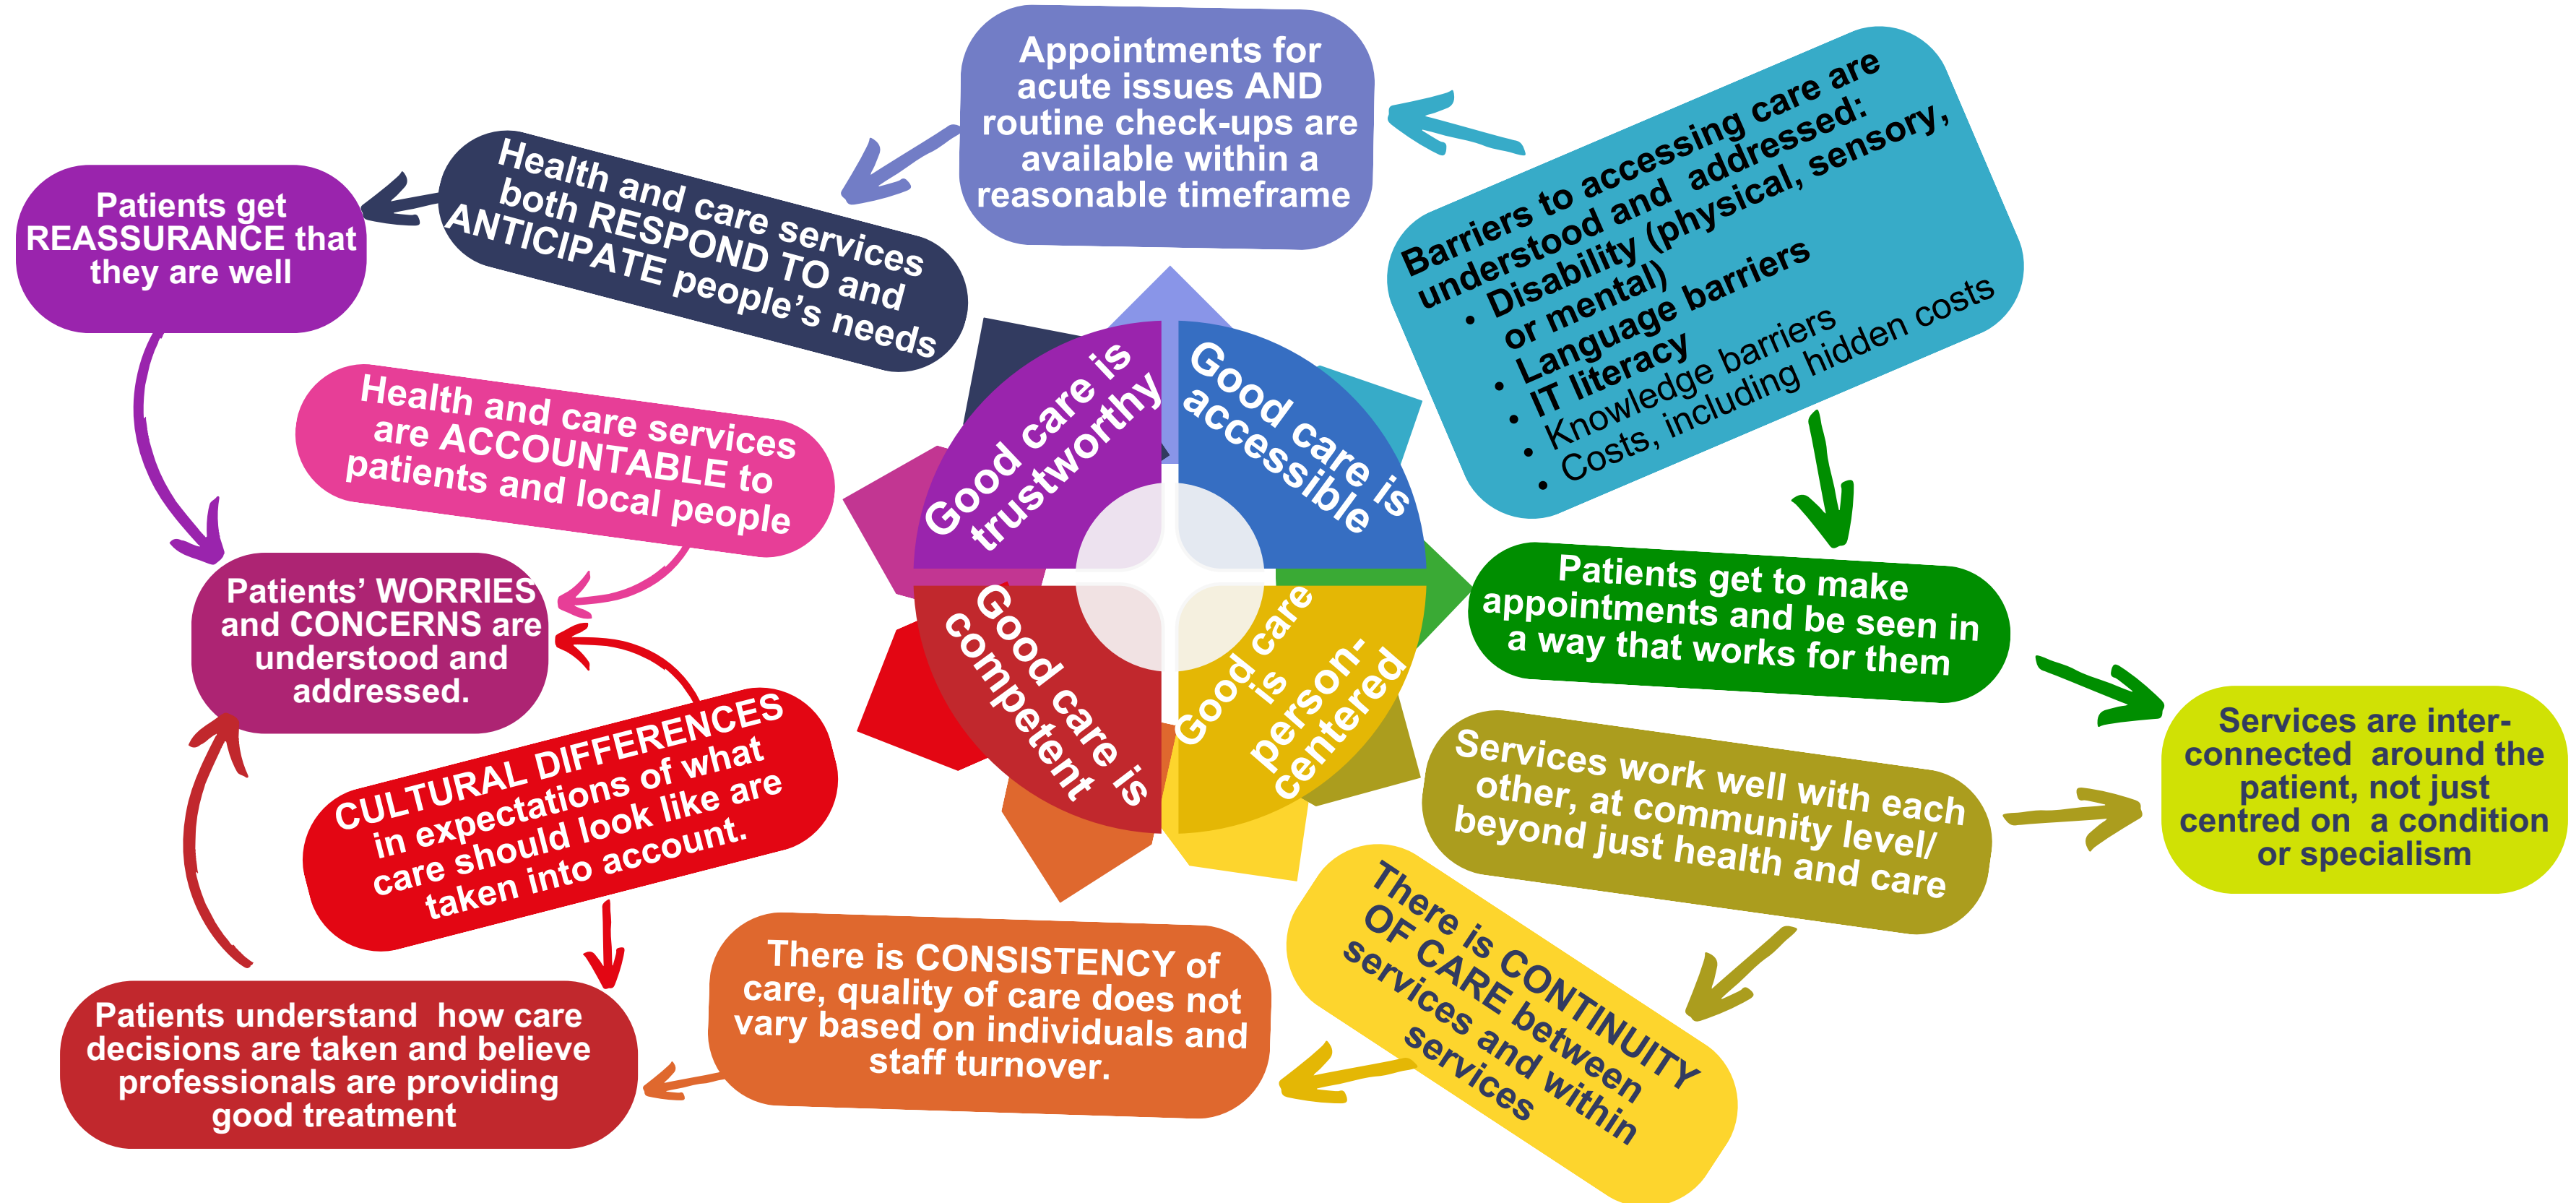 Appointments for
acute issues AND
routine check-ups are
available within a
reasonable timeframe
Barriers to accessing care are
understood and addressed:
• Disability (physical, sensory,
or mental)
• Language barriers
• IT literacy
• Knowledge barriers
• Costs, including hidden costs
Health and care services
both RESPOND TO and
ANTICIPATE people’s needs
Patients get
REASSURANCE that
they are well
Health and care services
are ACCOUNTABLE to
patients and local people
Good care is
trustworthy
Good care is
accessible
Good care is
competent
Good care
is
person-
centered
Patients’ WORRIES
and CONCERNS are
understood and
addressed.
Patients get to make
appointments and be seen in
a way that works for them
Services are inter-
connected around the
patient, not just
centred on a condition
or specialism
CULTURAL DIFFERENCES
in expectations of what
care should look like are
taken into account.
Services work well with each
other, at community level/
beyond just health and care
There is CONTINUITY
OF CARE between
services and within
services
There is CONSISTENCY of
care, quality of care does not
vary based on individuals and
staff turnover.
Patients understand how care
decisions are taken and believe
professionals are providing
good treatment